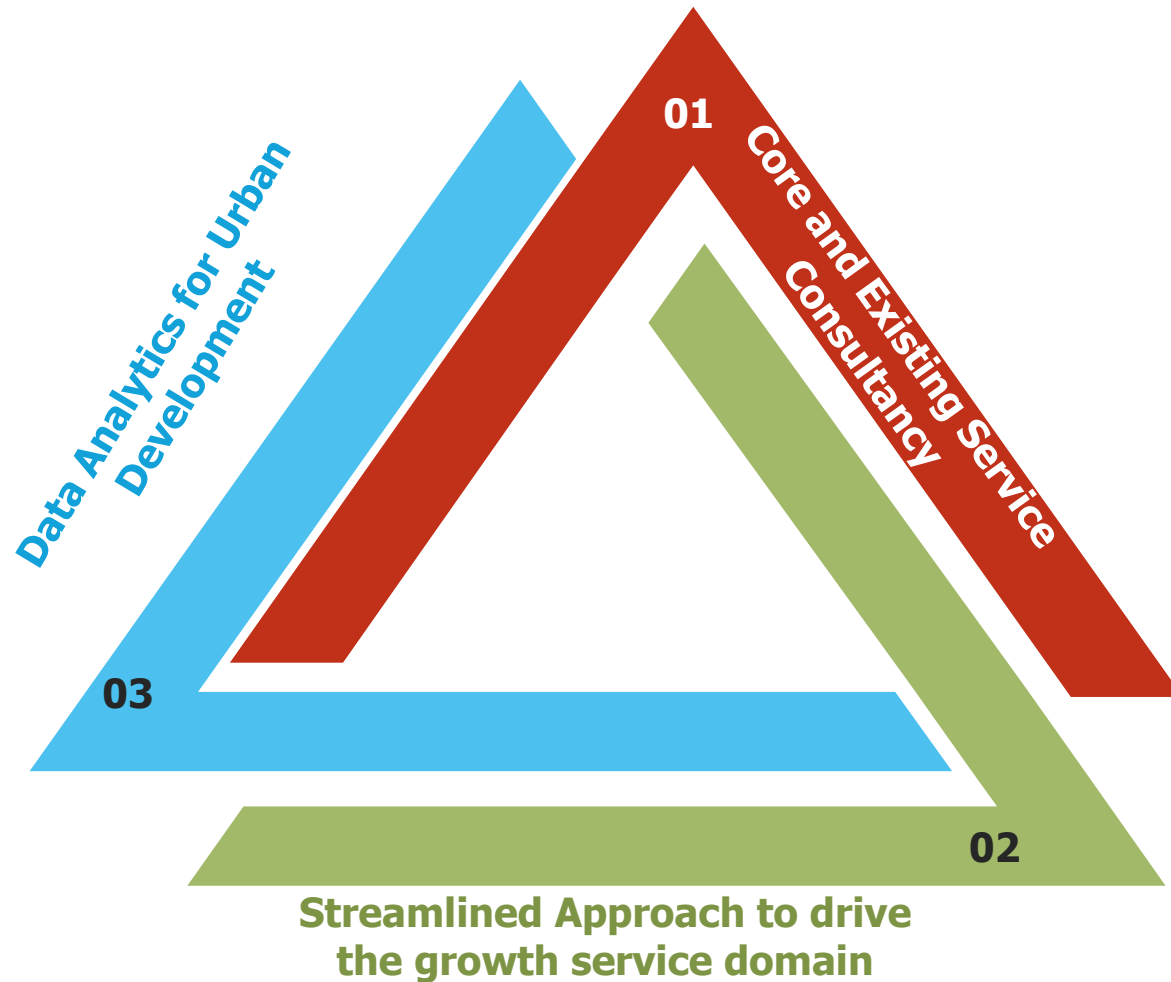 01
Core and Existing Service
Consultancy
Data Analytics for Urban
Development
03
02
Streamlined Approach to drive
the growth service domain